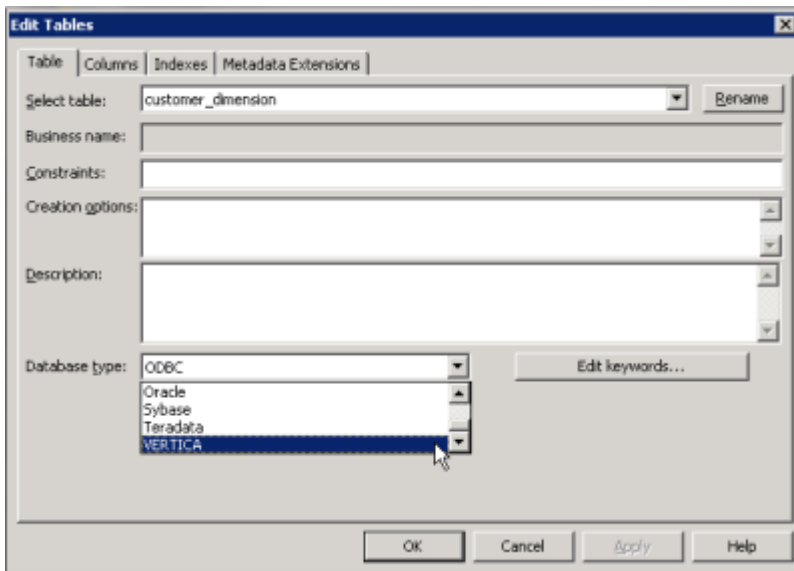 Edit Tables
Table Columns Indexes Metadata Extensions
Select table: customer_dimension Rename
Business name:
Constraints:
Creation options:
Description:
Database type: ODBC Edit keywords...
Oracle
Sybase
Teradata
VERTICA
OK Cancel Apply Help